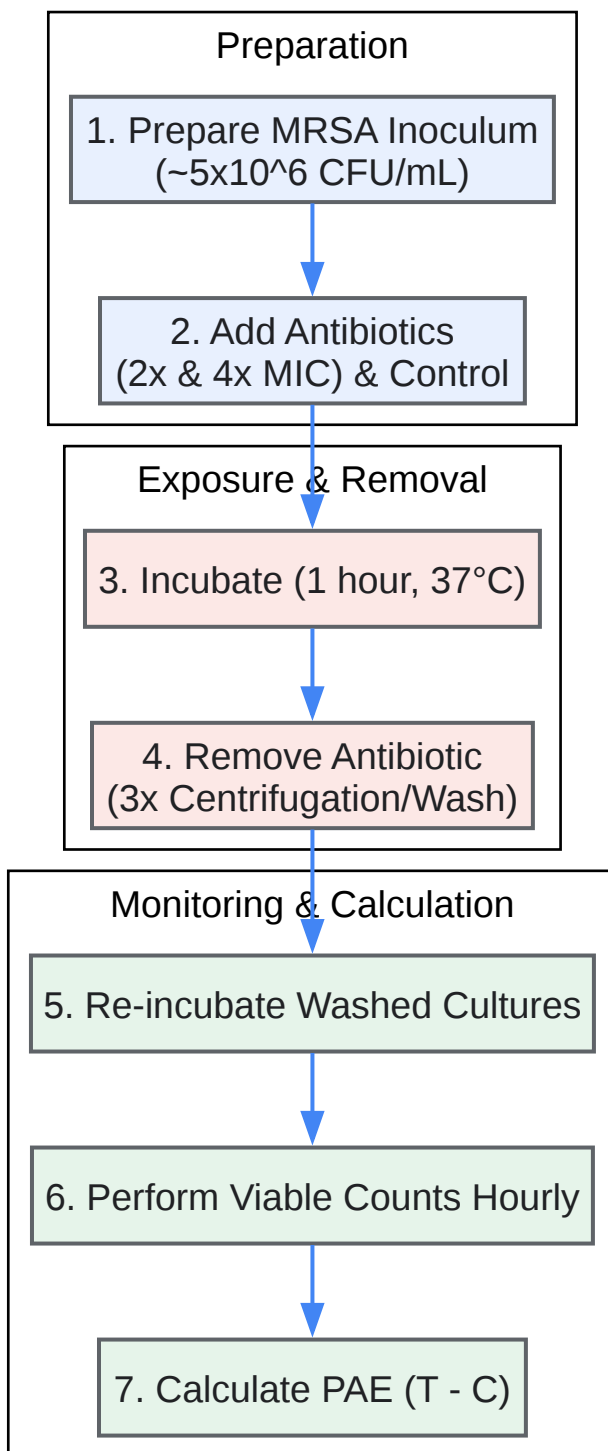 Preparation
1. Prepare MRSA Inoculum
(~5x10^6 CFU/mL)
2. Add Antibiotics
(2x & 4x MIC) & Control
Exposure & Removal
3. Incubate (1 hour, 37°C)
4. Remove Antibiotic
(3x Centrifugation/Wash)
Monitoring & Calculation
5. Re-incubate Washed Cultures
6. Perform Viable Counts Hourly
7. Calculate PAE (T - C)